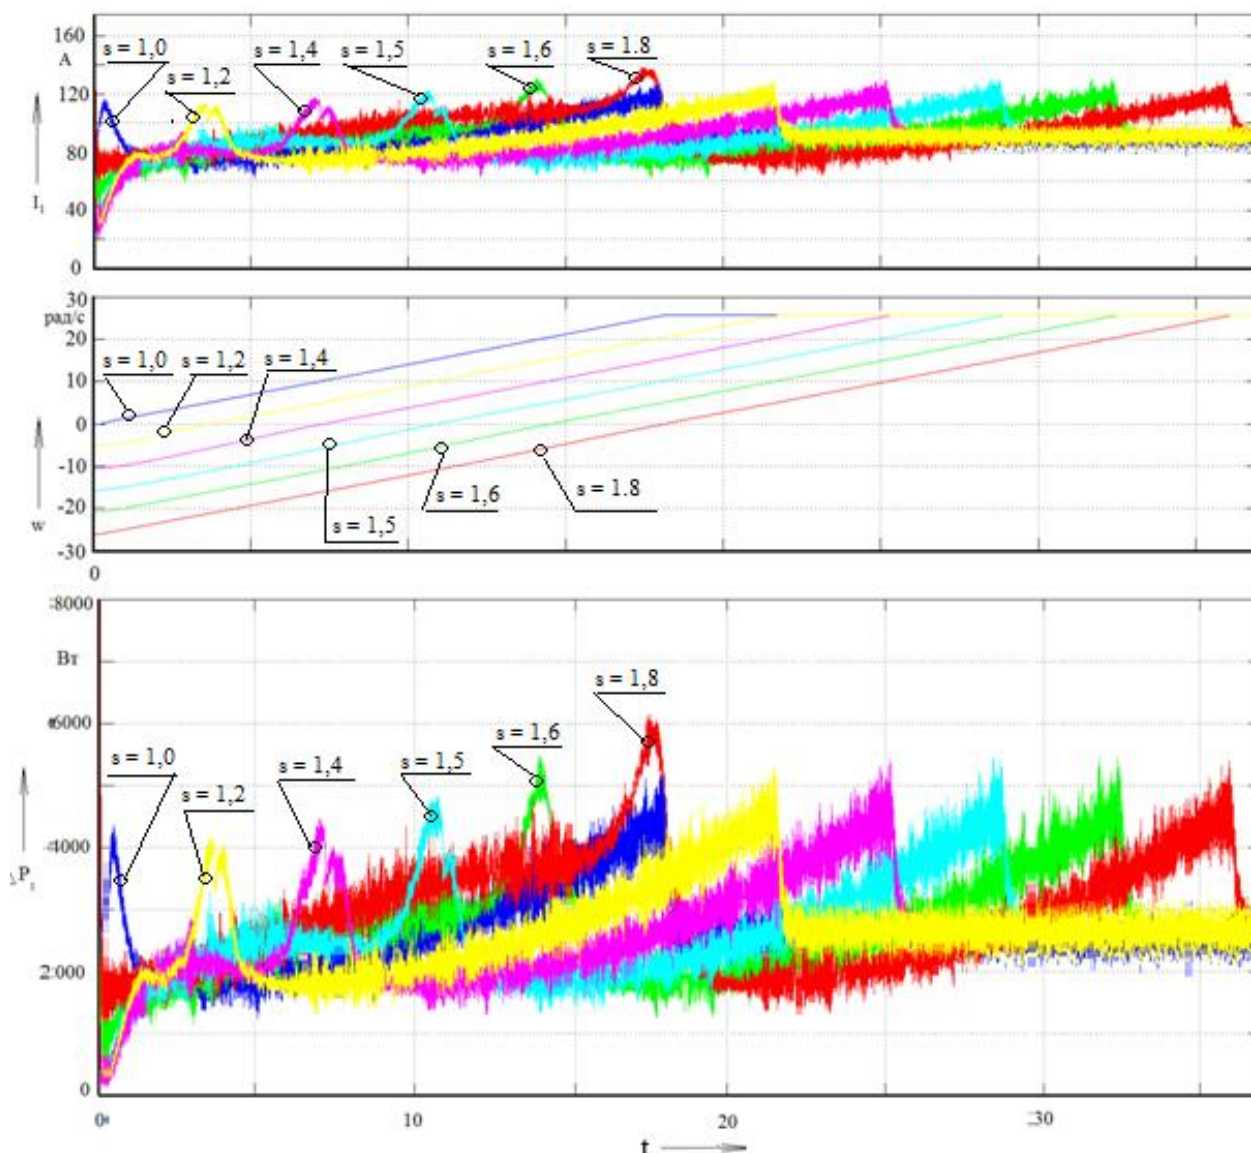 160
А
120
80
40
0
I₁
s = 1,0
s = 1,2
s = 1,4
s = 1,5
s = 1,6
s = 1.8
30
рад/с
20
10
0
-10
-20
-30
w
0
s = 1,0
s = 1,2
s = 1,4
s = 1,5
s = 1,6
s = 1.8
8000
Вт
6000
4000
2000
0
P₁
s = 1,0
s = 1,2
s = 1,4
s = 1,5
s = 1,6
s = 1,8
0
10
20
30
t